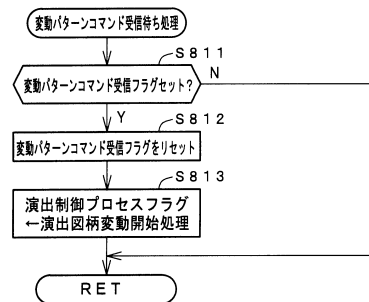 変動パターンコマンド受信待ち処理
S811
変動パターンコマンド受信フラグセット?
N
Y
S812
変動パターンコマンド受信フラグをリセット
S813
演出制御プロセスフラグ
←演出図柄変動開始処理
RET